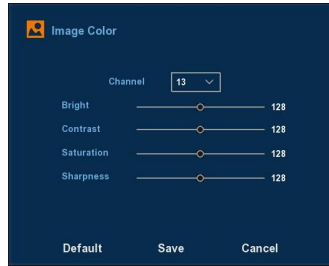 Image Color
Channel 13
Bright 128
Contrast 128
Saturation 128
Sharpness 128
Default Save Cancel